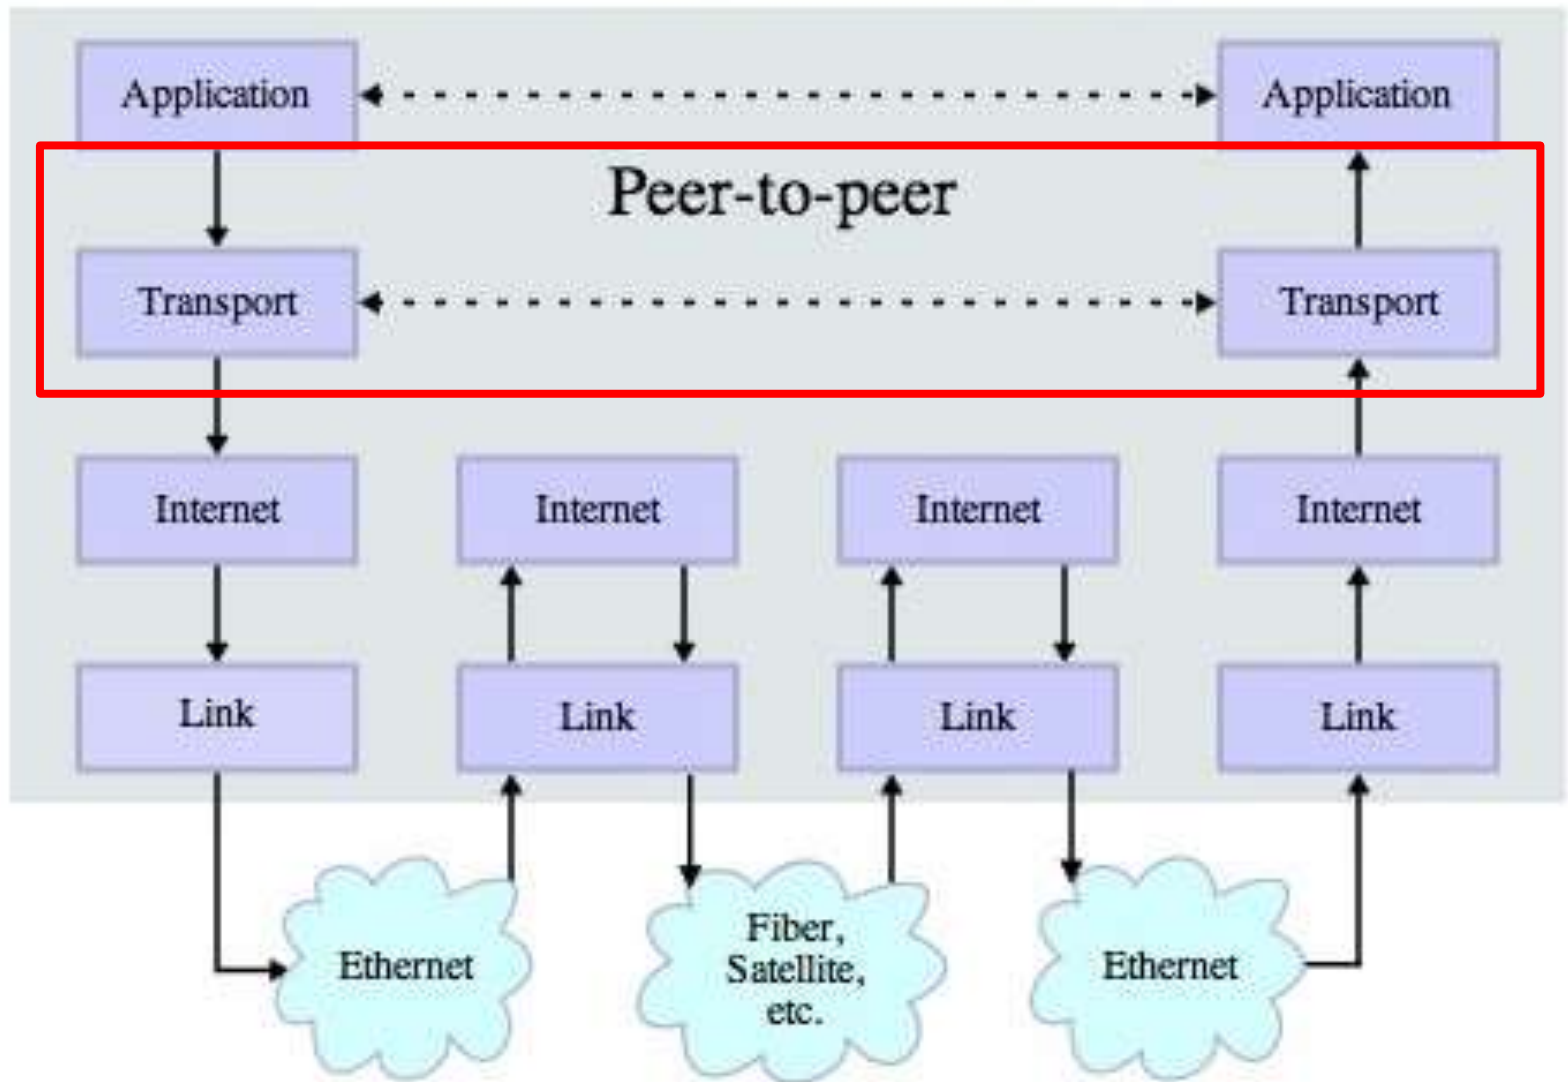 Application
Application
Peer-to-peer
Transport
Transport
Internet
Internet
Internet
Internet
Link
Link
Link
Link
Ethernet
Fiber,
Satellite,
etc.
Ethernet